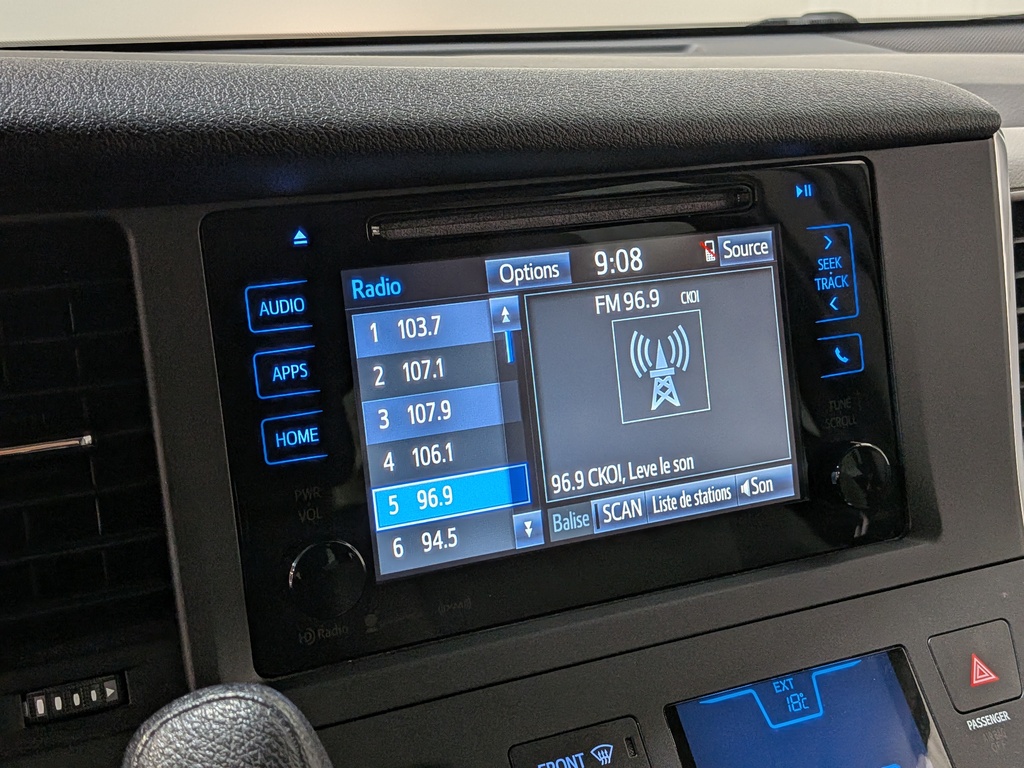 AUDIO
APPS
HOME
PWR
VOL
HD Radio
Radio
Options
9:08
Source
1 103.7
2 107.1
3 107.9
4 106.1
5 96.9
6 94.5
FM 96.9 CKOI
96.9 CKOI, Leve le son
Balise
SCAN
Liste de stations
Son
SEEK
TRACK
TUNE
SCROLL
FRONT
EXT
18°C
PASSENGER